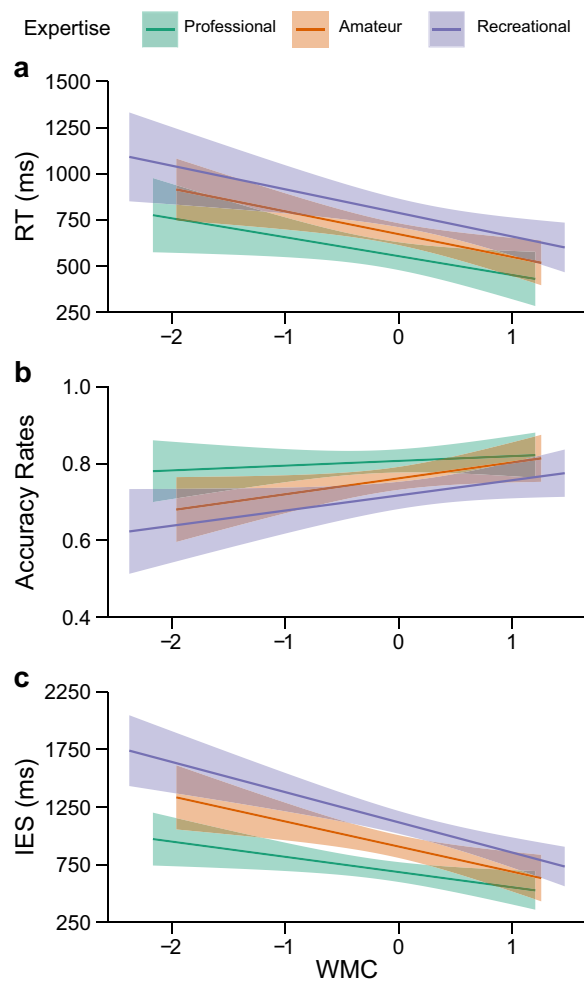 Expertise Professional Amateur Recreational
a
1500
1250
1000
750
500
250
RT (ms)
−2 −1 0 1
b
1.0
0.8
0.6
0.4
Accuracy Rates
−2 −1 0 1
c
2250
1750
1250
750
250
IES (ms)
−2 −1 0 1
WMC